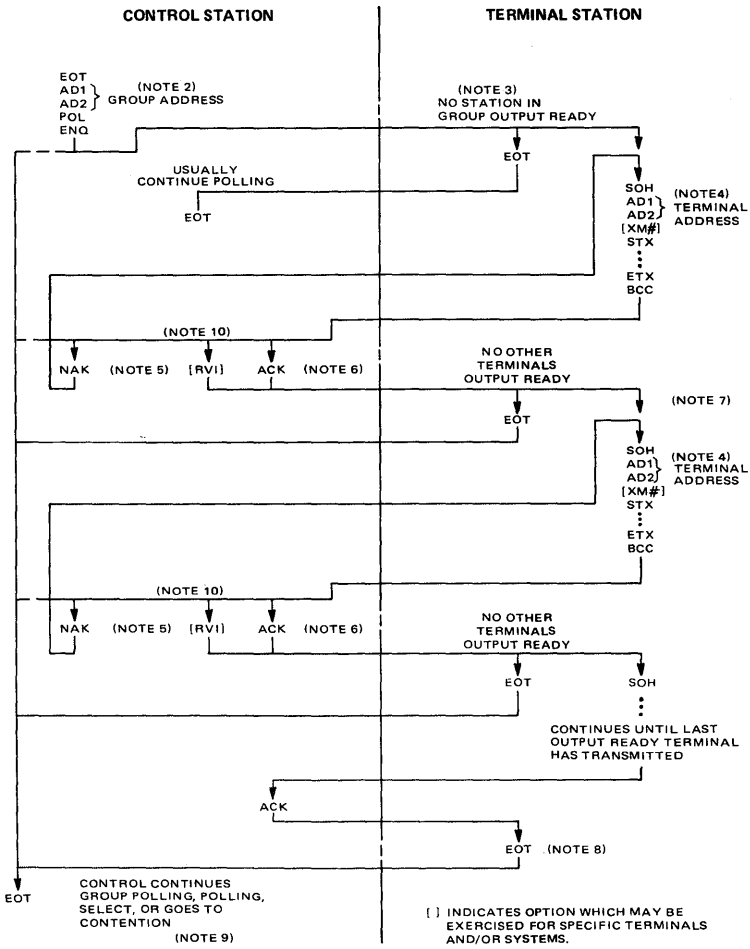 CONTROL STATION
TERMINAL STATION
EOT
AD1
AD2
POL
ENQ
(NOTE 2)
GROUP ADDRESS
(NOTE 3)
NO STATION IN
GROUP OUTPUT READY
EOT
USUALLY
CONTINUE POLLING
EOT
SOH
AD1
AD2
[XM#]
STX
ETX
BCC
(NOTE4)
TERMINAL
ADDRESS
(NOTE 10)
NAK (NOTE 5) [RVI] ACK (NOTE 6)
NO OTHER
TERMINALS
OUTPUT READY
EOT
(NOTE 7)
SOH
AD1
AD2
[XM#]
STX
ETX
BCC
(NOTE 4)
TERMINAL
ADDRESS
(NOTE 10)
NAK (NOTE 5) [RVI] ACK (NOTE 6)
NO OTHER
TERMINALS
OUTPUT READY
EOT
SOH
CONTINUES UNTIL LAST
OUTPUT READY TERMINAL
HAS TRANSMITTED
ACK
EOT (NOTE 8)
EOT
CONTROL CONTINUES
GROUP POLLING, POLLING,
SELECT, OR GOES TO
CONTENTION
(NOTE 9)
[ ] INDICATES OPTION WHICH MAY BE
EXERCISED FOR SPECIFIC TERMINALS
AND/OR SYSTEMS.